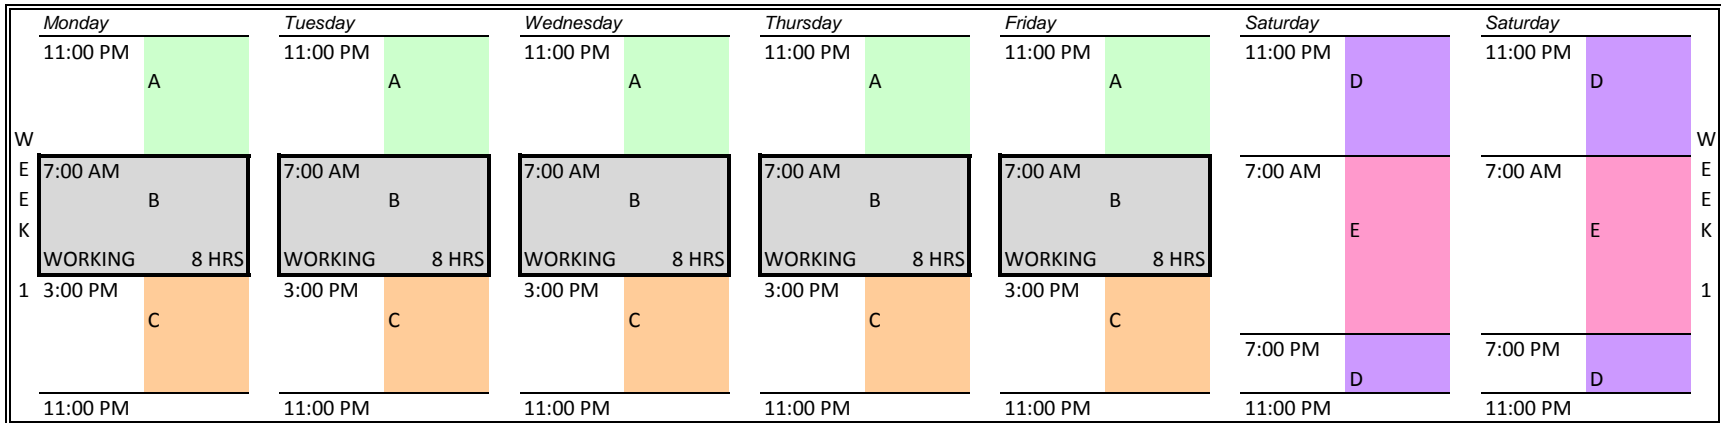 Monday Tuesday Wednesday Thursday Friday Saturday Saturday
11:00 PM 11:00 PM 11:00 PM 11:00 PM 11:00 PM 11:00 PM 11:00 PM
A A A A A D D
W W
E 7:00 AM 7:00 AM 7:00 AM 7:00 AM 7:00 AM 7:00 AM 7:00 AM E
E B B B B B E
K E E K
WORKING 8 HRS WORKING 8 HRS WORKING 8 HRS WORKING 8 HRS WORKING 8 HRS
1 3:00 PM 3:00 PM 3:00 PM 3:00 PM 3:00 PM 1
C C C C C
7:00 PM 7:00 PM
D D
11:00 PM 11:00 PM 11:00 PM 11:00 PM 11:00 PM 11:00 PM 11:00 PM